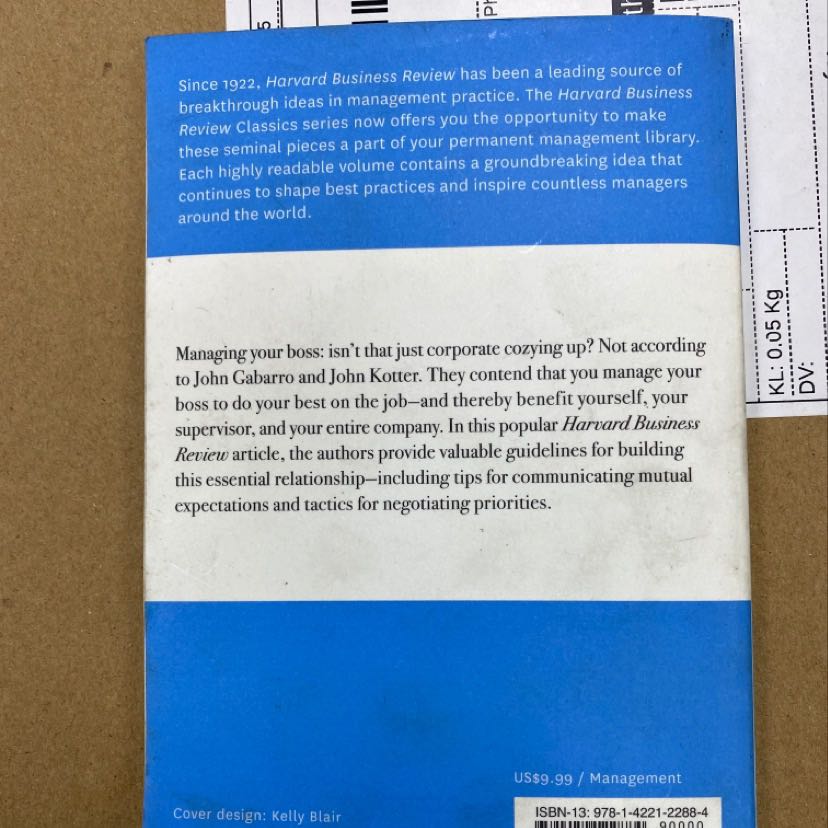 Since 1922, Harvard Business Review has been a leading source of
breakthrough ideas in management practice. The Harvard Business
Review Classics series now offers you the opportunity to make
these seminal pieces a part of your permanent management library.
Each highly readable volume contains a groundbreaking idea that
continues to shape best practices and inspire countless managers
around the world.
Managing your boss: isn't that just corporate cozying up? Not according
to John Gabarro and John Kotter. They contend that you manage your
boss to do your best on the job—and thereby benefit yourself, your
supervisor, and your entire company. In this popular Harvard Business
Review article, the authors provide valuable guidelines for building
this essential relationship—including tips for communicating mutual
expectations and tactics for negotiating priorities.
US$9.99 / Management
Cover design: Kelly Blair
ISBN-13: 978-1-4221-2288-4
90000
KL: 0.05 Kg
DV: